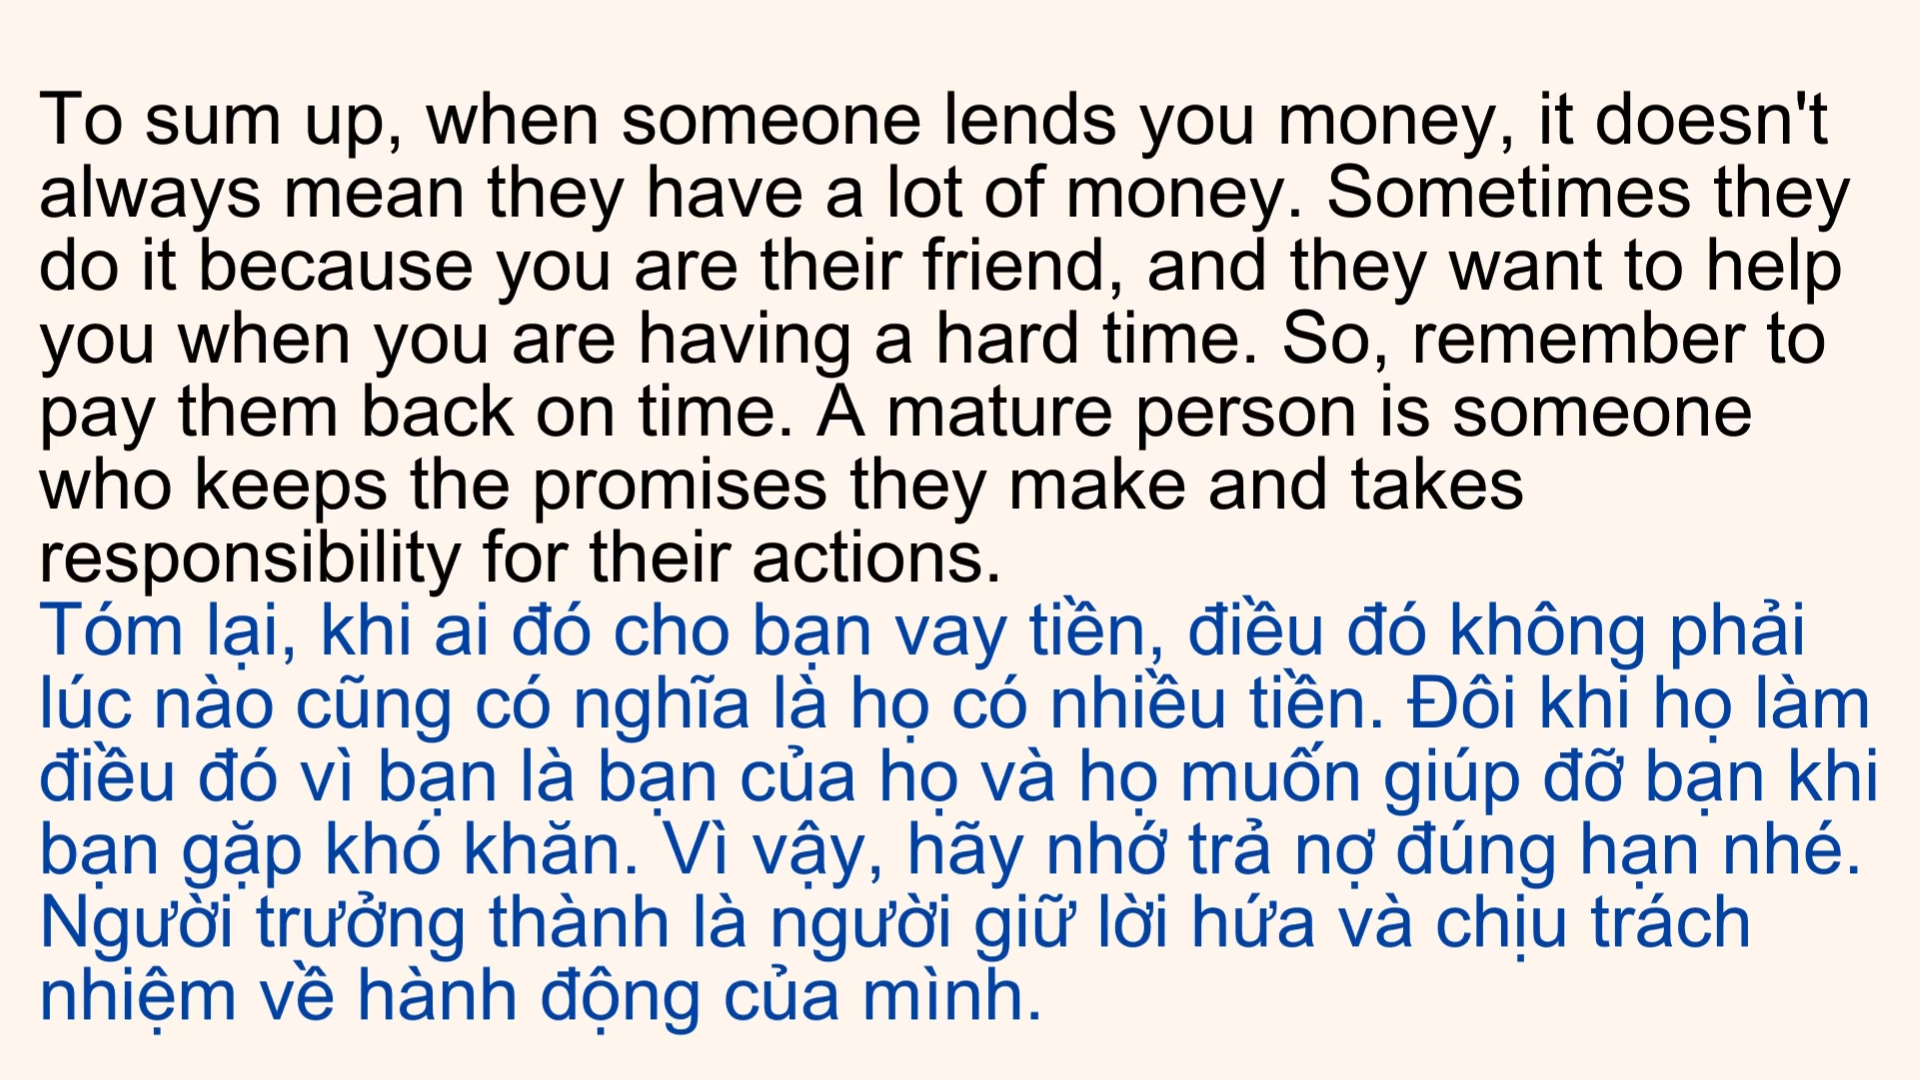 To sum up, when someone lends you money, it doesn't
always mean they have a lot of money. Sometimes they
do it because you are their friend, and they want to help
you when you are having a hard time. So, remember to
pay them back on time. A mature person is someone
who keeps the promises they make and takes
responsibility for their actions.
Tóm lại, khi ai đó cho bạn vay tiền, điều đó không phải
lúc nào cũng có nghĩa là họ có nhiều tiền. Đôi khi họ làm
điều đó vì bạn là bạn của họ và họ muốn giúp đỡ bạn khi
bạn gặp khó khăn. Vì vậy, hãy nhớ trả nợ đúng hạn nhé.
Người trưởng thành là người giữ lời hứa và chịu trách
nhiệm về hành động của mình.